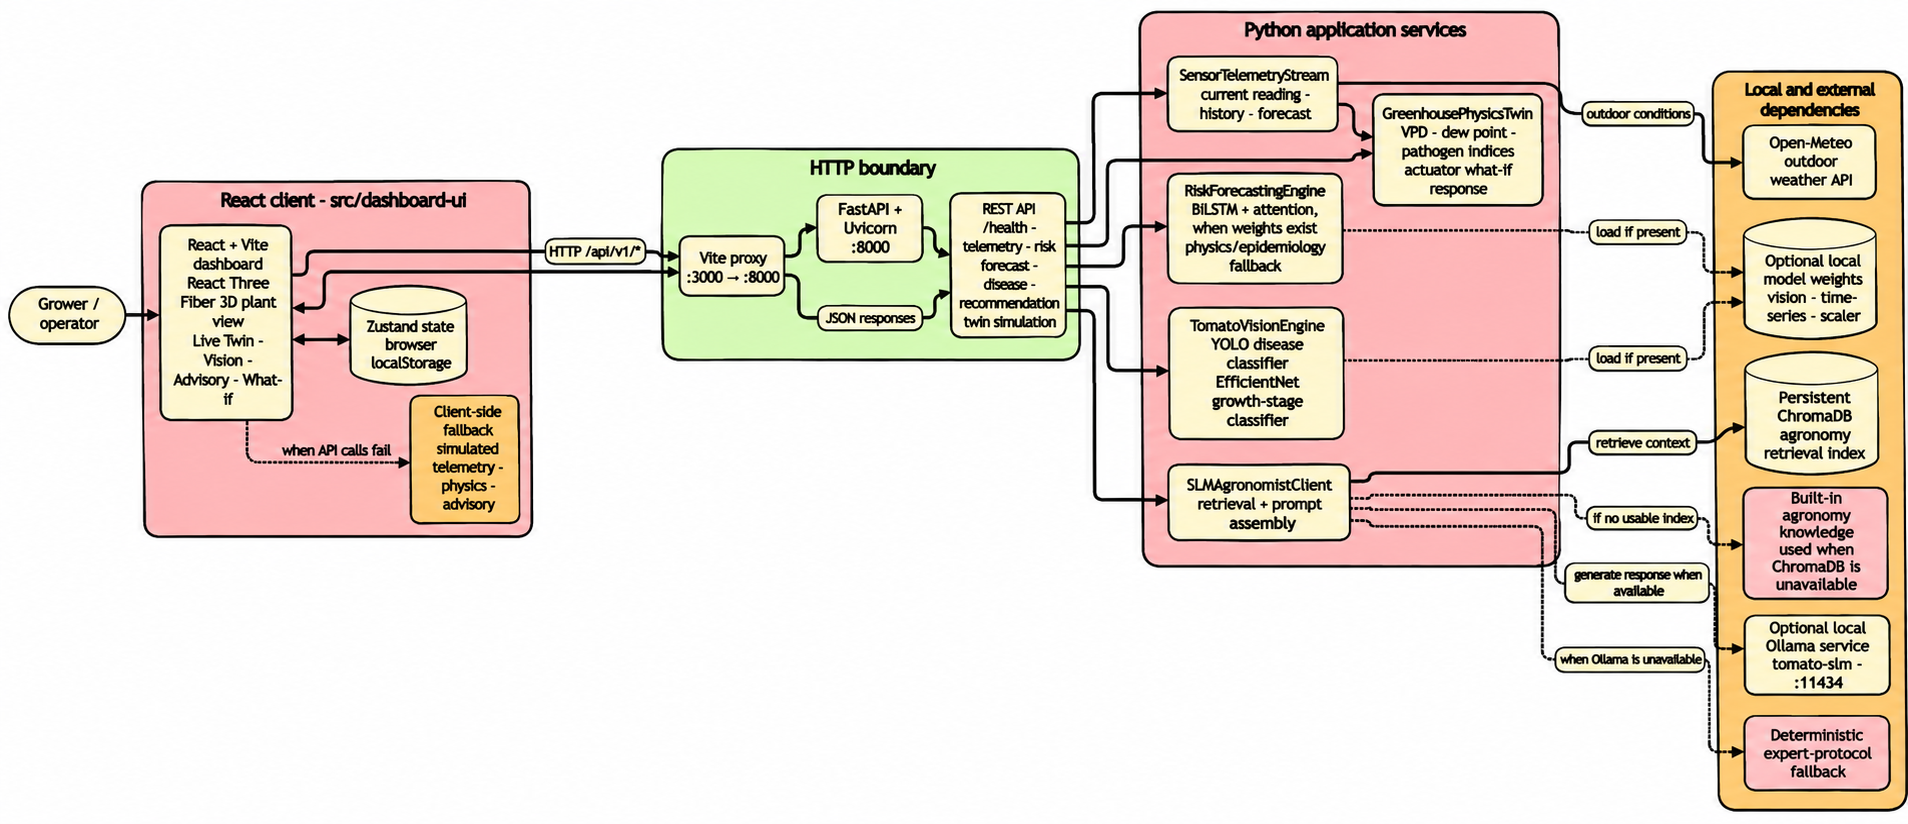 Grower /
operator
React client - src/dashboard-ui
React + Vite
dashboard
React Three
Fiber 3D plant
view
Live Twin -
Vision -
Advisory - What-
if
Zustand state
browser
localStorage
when API calls fail
Client-side
fallback
simulated
telemetry -
physics -
advisory
HTTP /api/v1/*
HTTP boundary
Vite proxy
:3000 → :8000
FastAPI +
Uvicorn
:8000
JSON responses
REST API
/health -
telemetry - risk
forecast -
disease -
recommendation
twin simulation
Python application services
SensorTelemetryStream
current reading -
history - forecast
GreenhousePhysicsTwin
VPD - dew point -
pathogen indices
actuator what-if
response
RiskForecastingEngine
BiLSTM + attention,
when weights exist
physics/epidemiology
fallback
TomatoVisionEngine
YOLO disease
classifier
EfficientNet
growth-stage
classifier
SLMAgronomistClient
retrieval + prompt
assembly
outdoor conditions
load if present
load if present
retrieve context
if no usable index
generate response when
available
when Ollama is unavailable
Local and external
dependencies
Open-Meteo
outdoor
weather API
Optional local
model weights
vision - time-
series - scaler
Persistent
ChromaDB
agronomy
retrieval index
Built-in
agronomy
knowledge
used when
ChromaDB is
unavailable
Optional local
Ollama service
tomato-slm -
:11434
Deterministic
expert-protocol
fallback